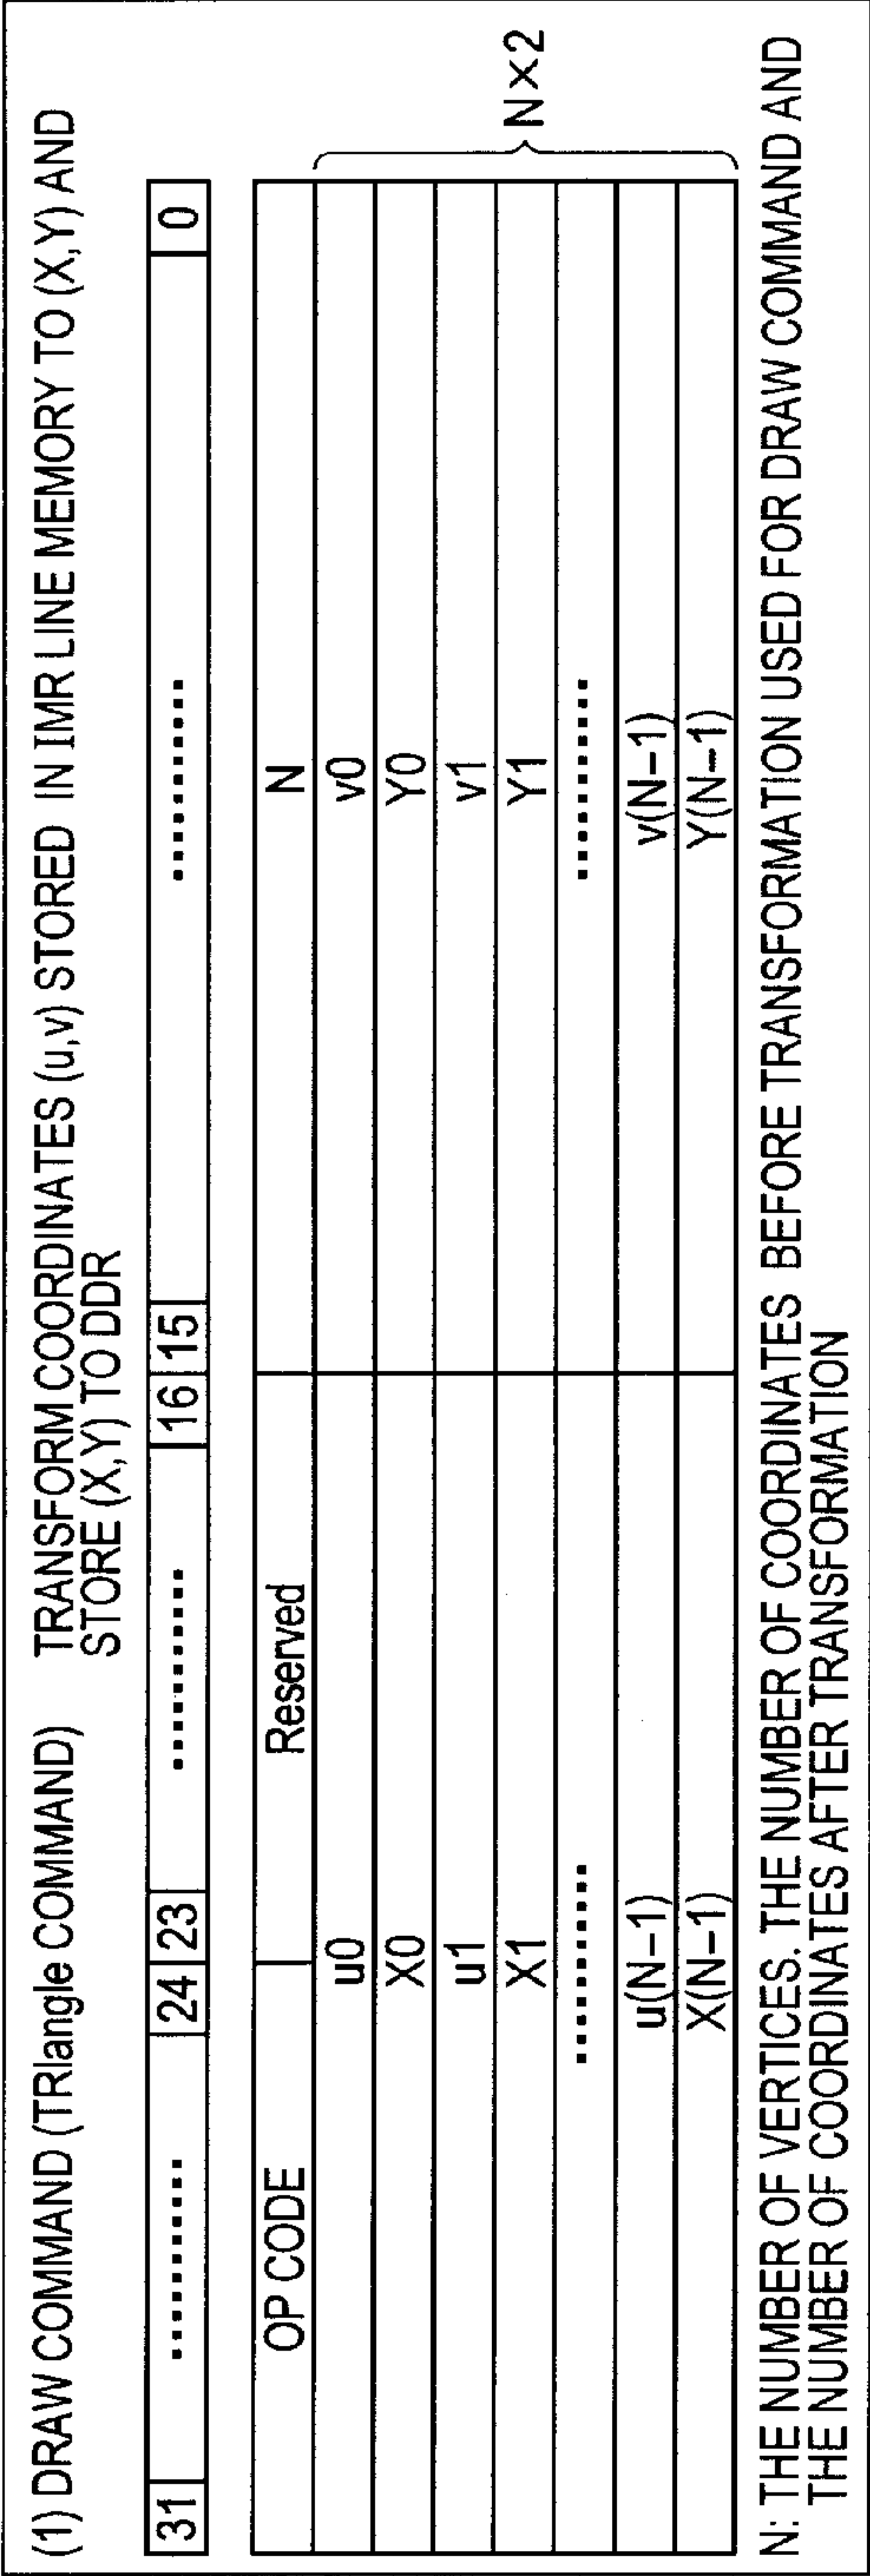 (1) DRAW COMMAND (TRIangle COMMAND) TRANSFORM COORDINATES (u,v) STORED IN IMR LINE MEMORY TO (X,Y) AND
STORE (X,Y) TO DDR
31 ........... 24 23 ........... 16 15 ........... 0
OP CODE Reserved N
u0 v0
X0 Y0
u1 v1
X1 Y1
........... ...........
u(N−1) v(N−1)
X(N−1) Y(N−1)
N×2
N: THE NUMBER OF VERTICES. THE NUMBER OF COORDINATES BEFORE TRANSFORMATION USED FOR DRAW COMMAND AND
THE NUMBER OF COORDINATES AFTER TRANSFORMATION